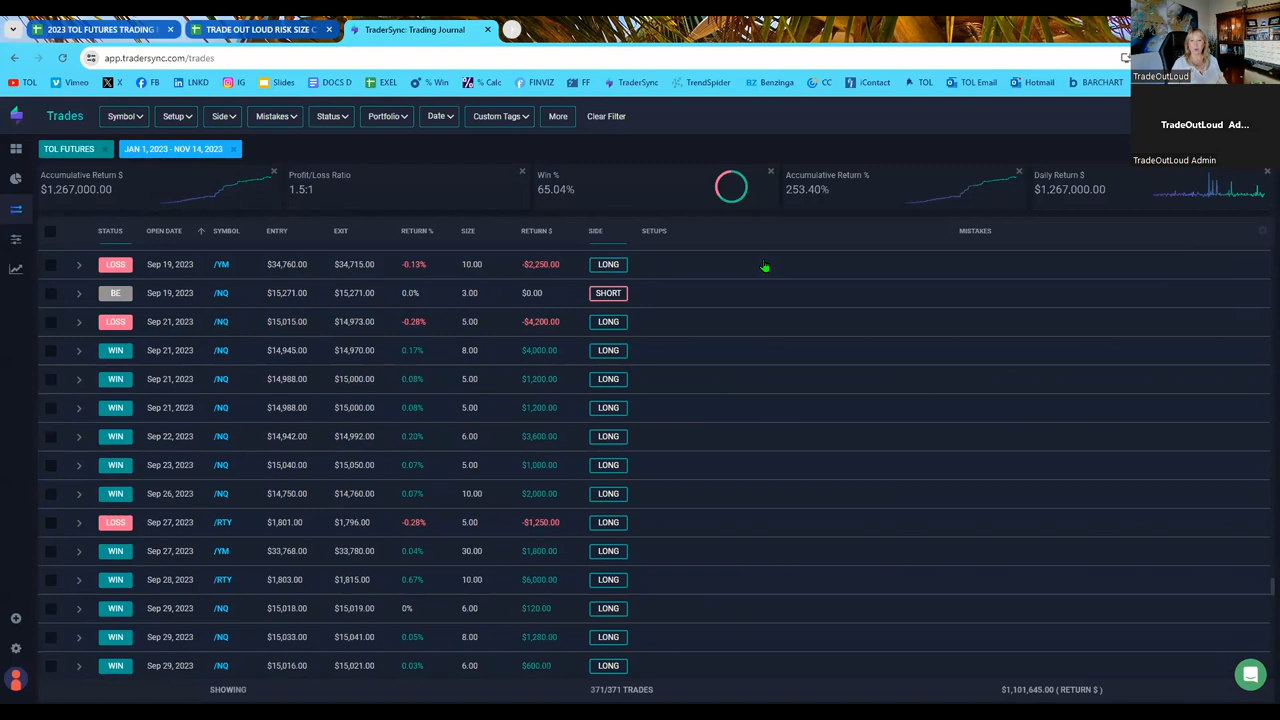 2023 TOL FUTURES TRADING
TRADE OUT LOUD RISK SIZE C
TraderSync: Trading Journal
app.tradersync.com/trades
TOL Vimeo X FB LNKD IG Slides DOCS D EXEL % Win % Calc FINVIZ FF TraderSync TrendSpider Benzinga CC iContact TOL TOL Email Hotmail BARCHART
TradeOutLoud
TradeOutLoud Ad...
TradeOutLoud Admin
Trades Symbol Setup Side Mistakes Status Portfolio Date Custom Tags More Clear Filter
TOL FUTURES JAN 1, 2023 - NOV 14, 2023
Accumulative Return $ Profit/Loss Ratio Win % Accumulative Return % Daily Return $
$1,267,000.00 1.5:1 65.04% 253.40% $1,267,000.00
STATUS OPEN DATE SYMBOL ENTRY EXIT RETURN % SIZE RETURN $ SIDE SETUPS MISTAKES
LOSS Sep 19, 2023 /YM $34,760.00 $34,715.00 -0.13% 10.00 -$2,250.00 LONG
BE Sep 19, 2023 /NQ $15,271.00 $15,271.00 0.0% 3.00 $0.00 SHORT
LOSS Sep 21, 2023 /NQ $15,015.00 $14,973.00 -0.28% 5.00 -$4,200.00 LONG
WIN Sep 21, 2023 /NQ $14,945.00 $14,970.00 0.17% 8.00 $4,000.00 LONG
WIN Sep 21, 2023 /NQ $14,988.00 $15,000.00 0.08% 5.00 $1,200.00 LONG
WIN Sep 21, 2023 /NQ $14,988.00 $15,000.00 0.08% 5.00 $1,200.00 LONG
WIN Sep 22, 2023 /NQ $14,942.00 $14,992.00 0.20% 6.00 $3,600.00 LONG
WIN Sep 23, 2023 /NQ $15,040.00 $15,050.00 0.07% 5.00 $1,000.00 LONG
WIN Sep 26, 2023 /NQ $14,750.00 $14,760.00 0.07% 10.00 $2,000.00 LONG
LOSS Sep 27, 2023 /RTY $1,801.00 $1,796.00 -0.28% 5.00 -$1,250.00 LONG
WIN Sep 27, 2023 /YM $33,768.00 $33,780.00 0.04% 30.00 $1,800.00 LONG
WIN Sep 28, 2023 /RTY $1,803.00 $1,815.00 0.67% 10.00 $6,000.00 LONG
WIN Sep 29, 2023 /NQ $15,018.00 $15,019.00 0% 6.00 $120.00 LONG
WIN Sep 29, 2023 /NQ $15,033.00 $15,041.00 0.05% 8.00 $1,280.00 LONG
WIN Sep 29, 2023 /NQ $15,016.00 $15,021.00 0.03% 6.00 $600.00 LONG
SHOWING 371/371 TRADES $1,101,645.00 ( RETURN $ )